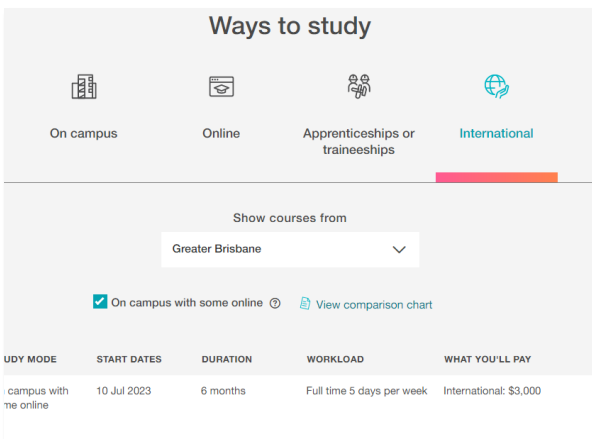 Ways to study
On campus
Online
Apprenticeships or
traineeships
International
Show courses from
Greater Brisbane
On campus with some online
View comparison chart
UDY MODE START DATES DURATION WORKLOAD WHAT YOU'LL PAY
campus with 10 Jul 2023 6 months Full time 5 days per week International: $3,000
me online